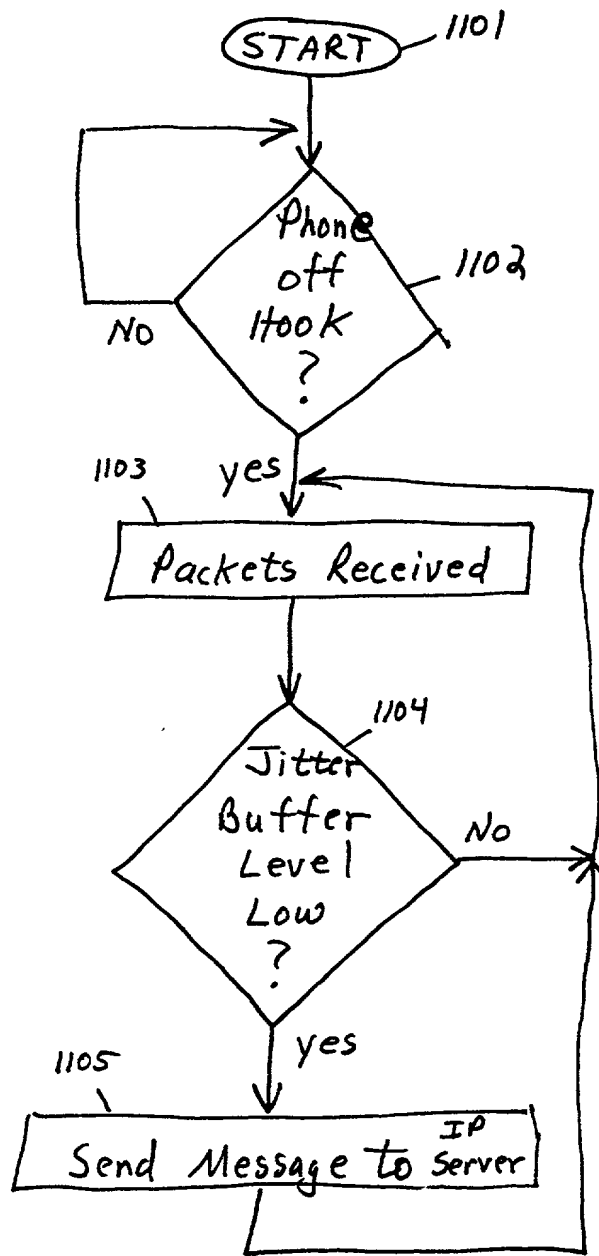 START
1101
Phone
off
Hook
?
1102
NO
yes
1103
Packets Received
1104
Jitter
Buffer
Level
Low
?
NO
yes
1105
Send Message to IP Server